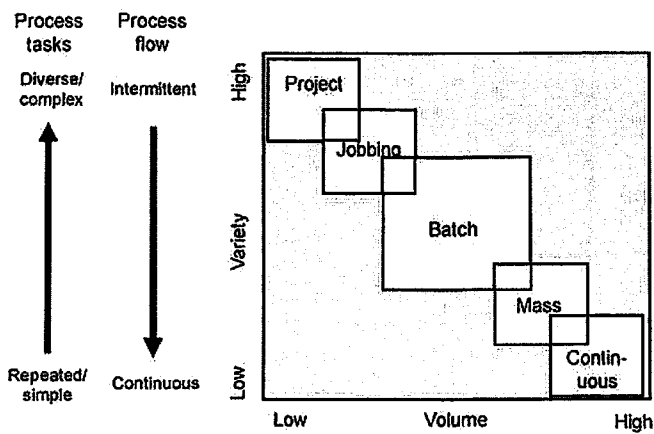 Process
tasks
Process
flow
Diverse/
complex
Intermittent
Repeated/
simple
Continuous
High
Variety
Low
Project
Jobbing
Batch
Mass
Contin-
uous
Low
Volume
High